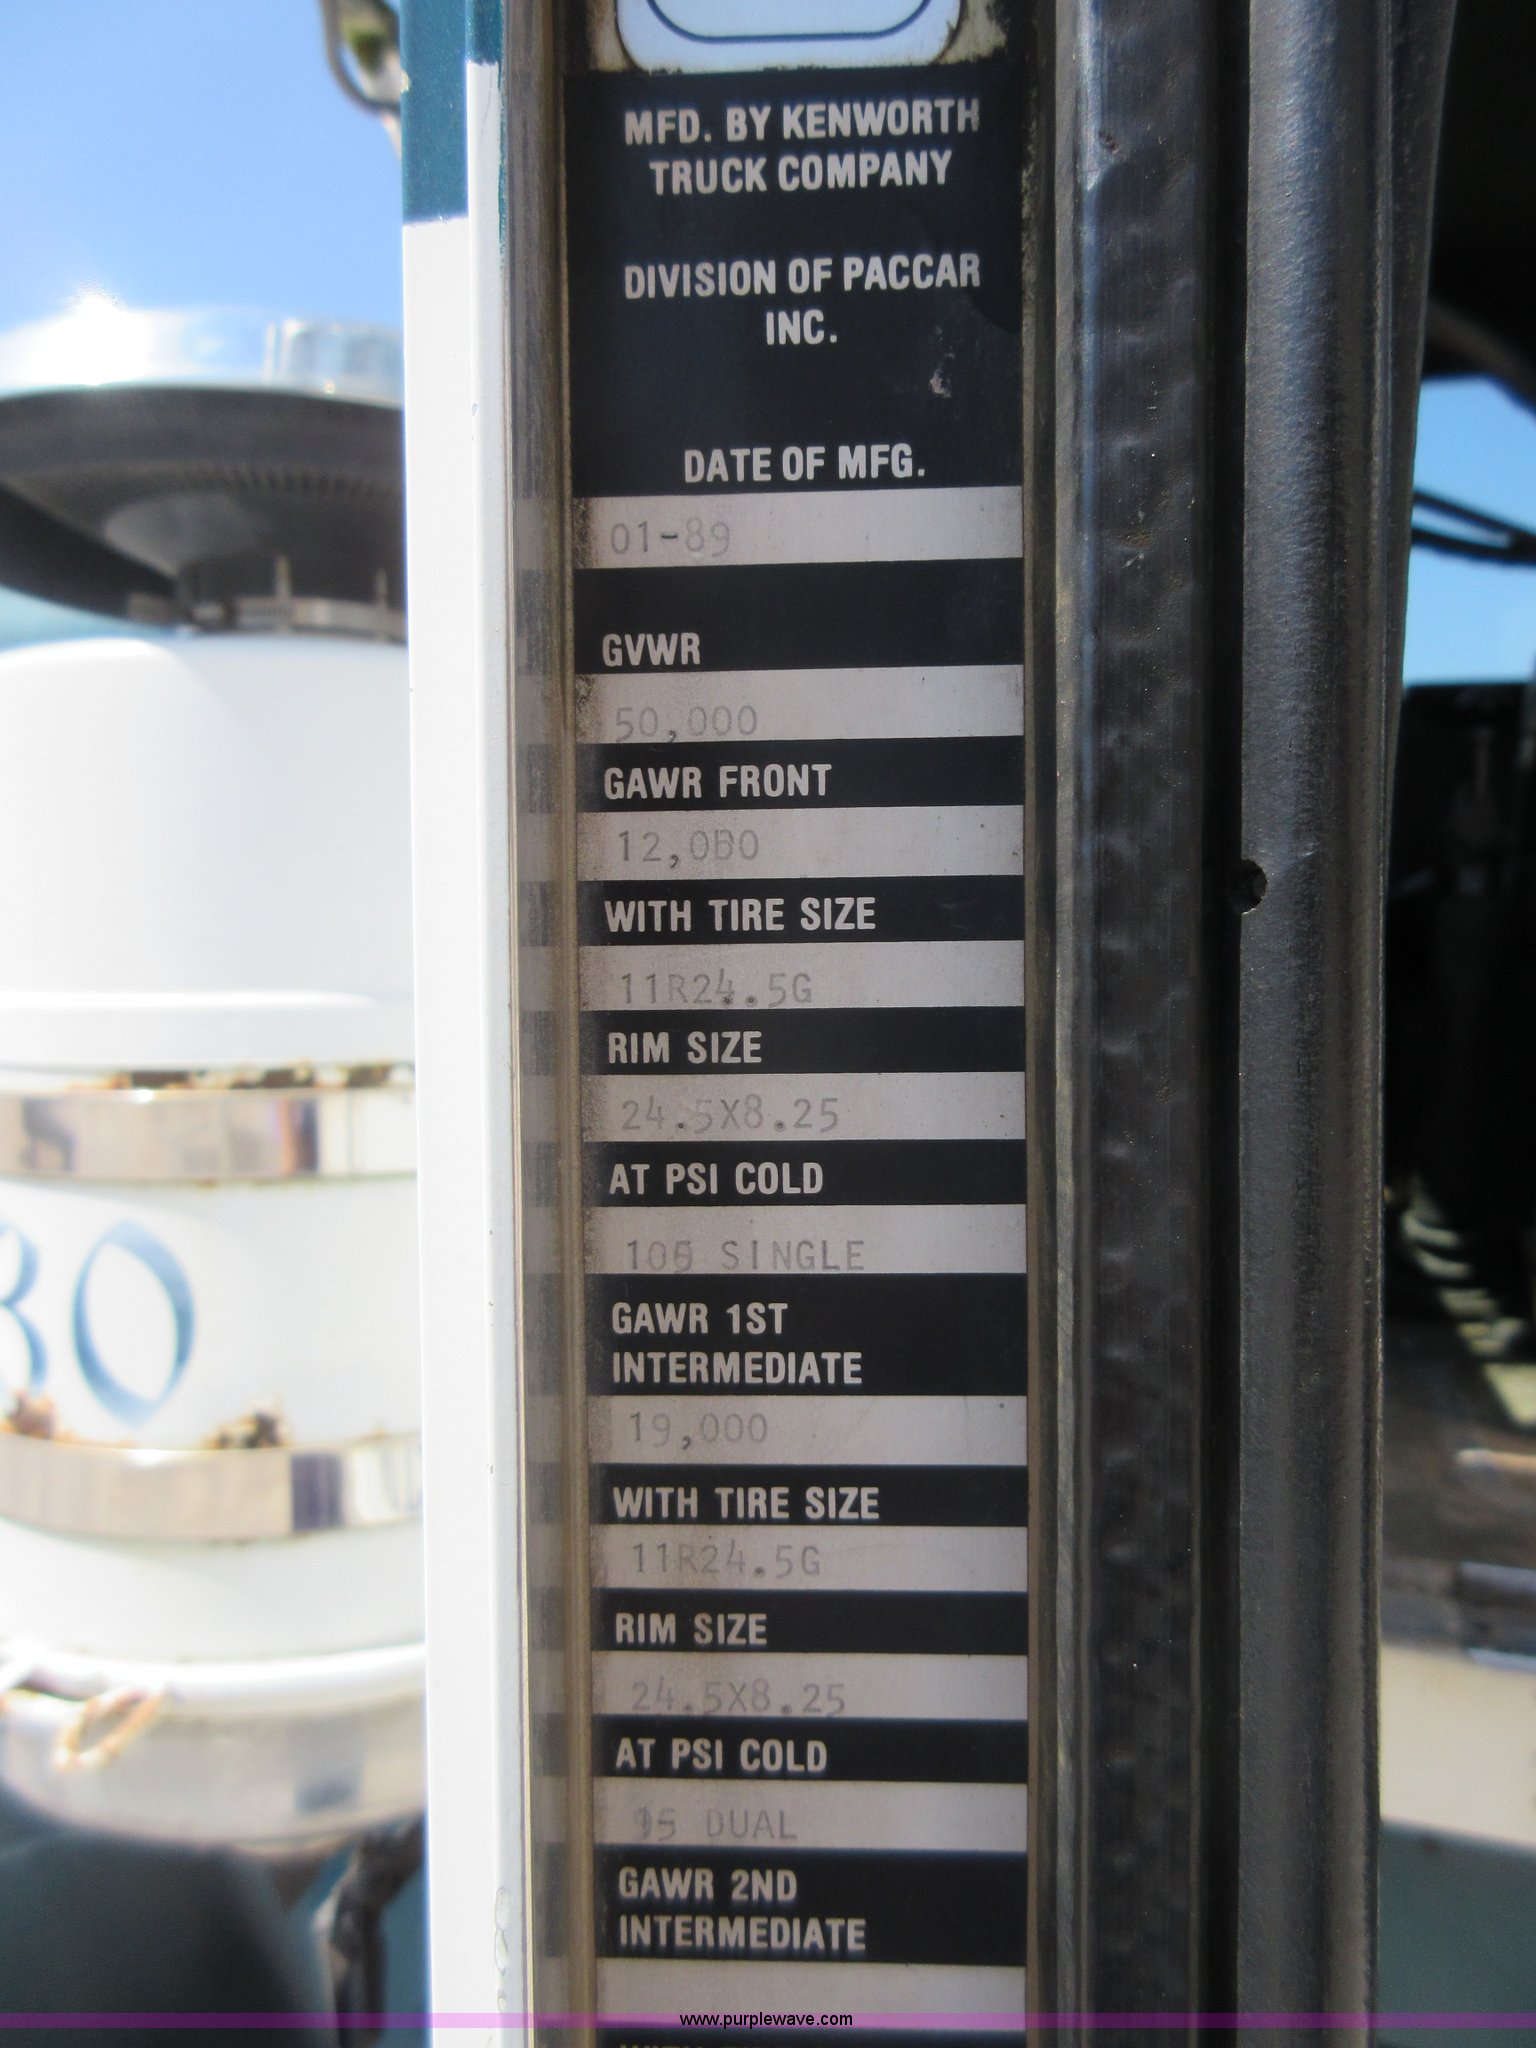 MFD. BY KENWORTH
TRUCK COMPANY
DIVISION OF PACCAR
INC.
DATE OF MFG.
01-89
GVWR
50,000
GAWR FRONT
12,000
WITH TIRE SIZE
11R24.5G
RIM SIZE
24.5X8.25
AT PSI COLD
105 SINGLE
GAWR 1ST
INTERMEDIATE
19,000
WITH TIRE SIZE
11R24.5G
RIM SIZE
24.5X8.25
AT PSI COLD
95 DUAL
GAWR 2ND
INTERMEDIATE
www.purplewave.com